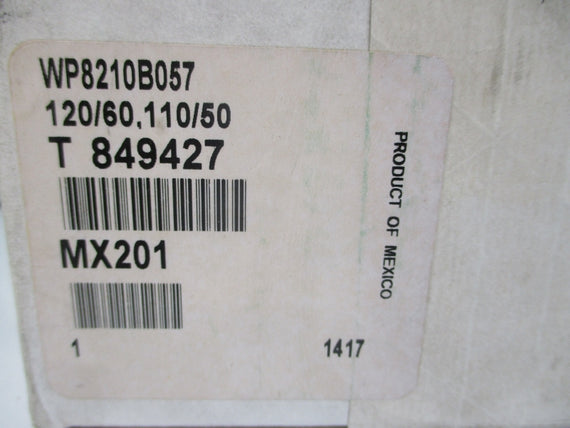 WP8210B057
120/60,110/50
T 849427
MX201
1 1417
PRODUCT OF MEXICO